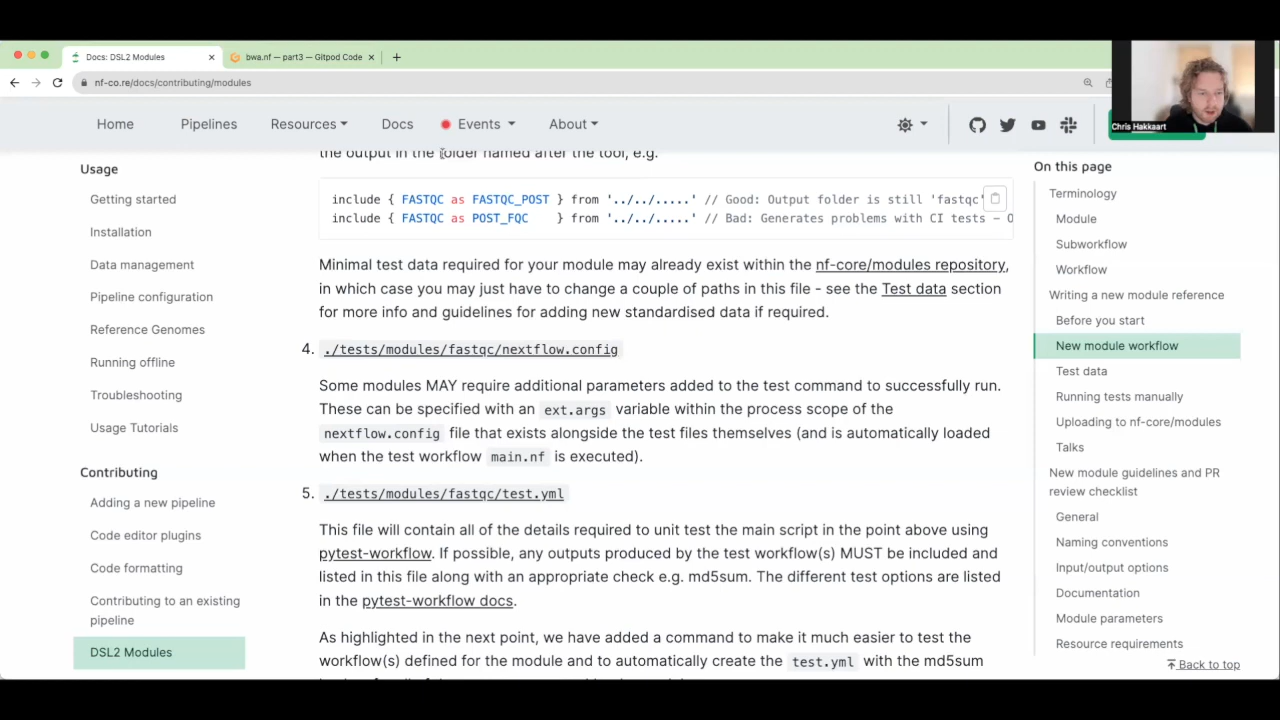 Docs: DSL2 Modules
bwa.nf — part3 — Gitpod Code
nf-co.re/docs/contributing/modules
Chris Hakkaart
Home
Pipelines
Resources
Docs
Events
About
Usage
Getting started
Installation
Data management
Pipeline configuration
Reference Genomes
Running offline
Troubleshooting
Usage Tutorials
Contributing
Adding a new pipeline
Code editor plugins
Code formatting
Contributing to an existing
pipeline
DSL2 Modules
the output in the folder named after the tool, e.g.
include { FASTQC as FASTQC_POST } from '../../.....' // Good: Output folder is still 'fastqc'
include { FASTQC as POST_FQC } from '../../.....' // Bad: Generates problems with CI tests — O
Minimal test data required for your module may already exist within the nf-core/modules repository,
in which case you may just have to change a couple of paths in this file - see the Test data section
for more info and guidelines for adding new standardised data if required.
4. ./tests/modules/fastqc/nextflow.config
Some modules MAY require additional parameters added to the test command to successfully run.
These can be specified with an ext.args variable within the process scope of the
nextflow.config file that exists alongside the test files themselves (and is automatically loaded
when the test workflow main.nf is executed).
5. ./tests/modules/fastqc/test.yml
This file will contain all of the details required to unit test the main script in the point above using
pytest-workflow. If possible, any outputs produced by the test workflow(s) MUST be included and
listed in this file along with an appropriate check e.g. md5sum. The different test options are listed
in the pytest-workflow docs.
As highlighted in the next point, we have added a command to make it much easier to test the
workflow(s) defined for the module and to automatically create the test.yml with the md5sum
On this page
Terminology
Module
Subworkflow
Workflow
Writing a new module reference
Before you start
New module workflow
Test data
Running tests manually
Uploading to nf-core/modules
Talks
New module guidelines and PR
review checklist
General
Naming conventions
Input/output options
Documentation
Module parameters
Resource requirements
Back to top